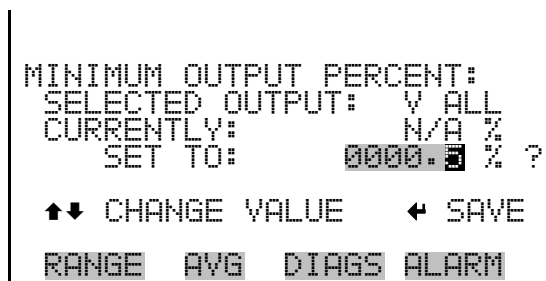 MINIMUM OUTPUT PERCENT:
SELECTED OUTPUT: V ALL
CURRENTLY: N/A %
SET TO: 0000.5 % ?
⬆⬇ CHANGE VALUE ↵ SAVE
RANGE AVG DIAGS ALARM